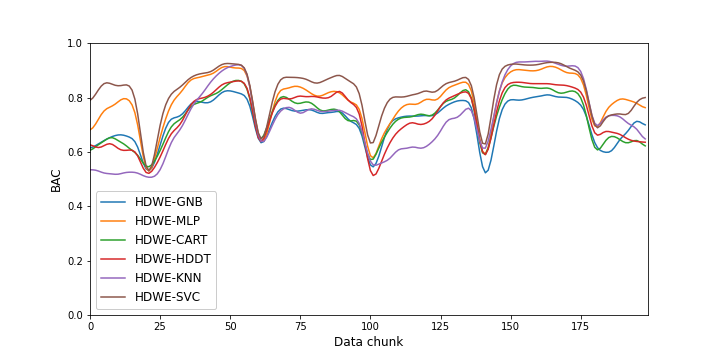 1.0
0.8
0.6
0.4
0.2
0.0
BAC
HDWE-GNB
HDWE-MLP
HDWE-CART
HDWE-HDDT
HDWE-KNN
HDWE-SVC
0 25 50 75 100 125 150 175
Data chunk